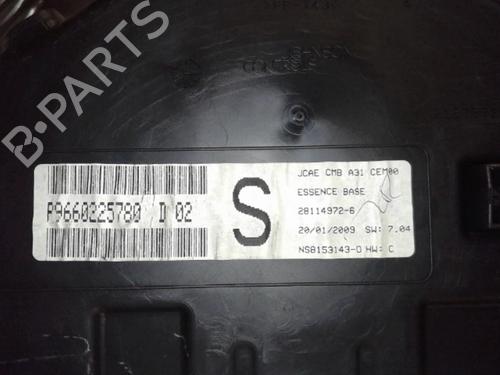 JCAE CMB A31 CEM00
ESSENCE BASE
28114972-6
20/01/2009 SW: 7.04
NS8153143-0 HW: C
P9660225780 D 02
S
B-PARTS